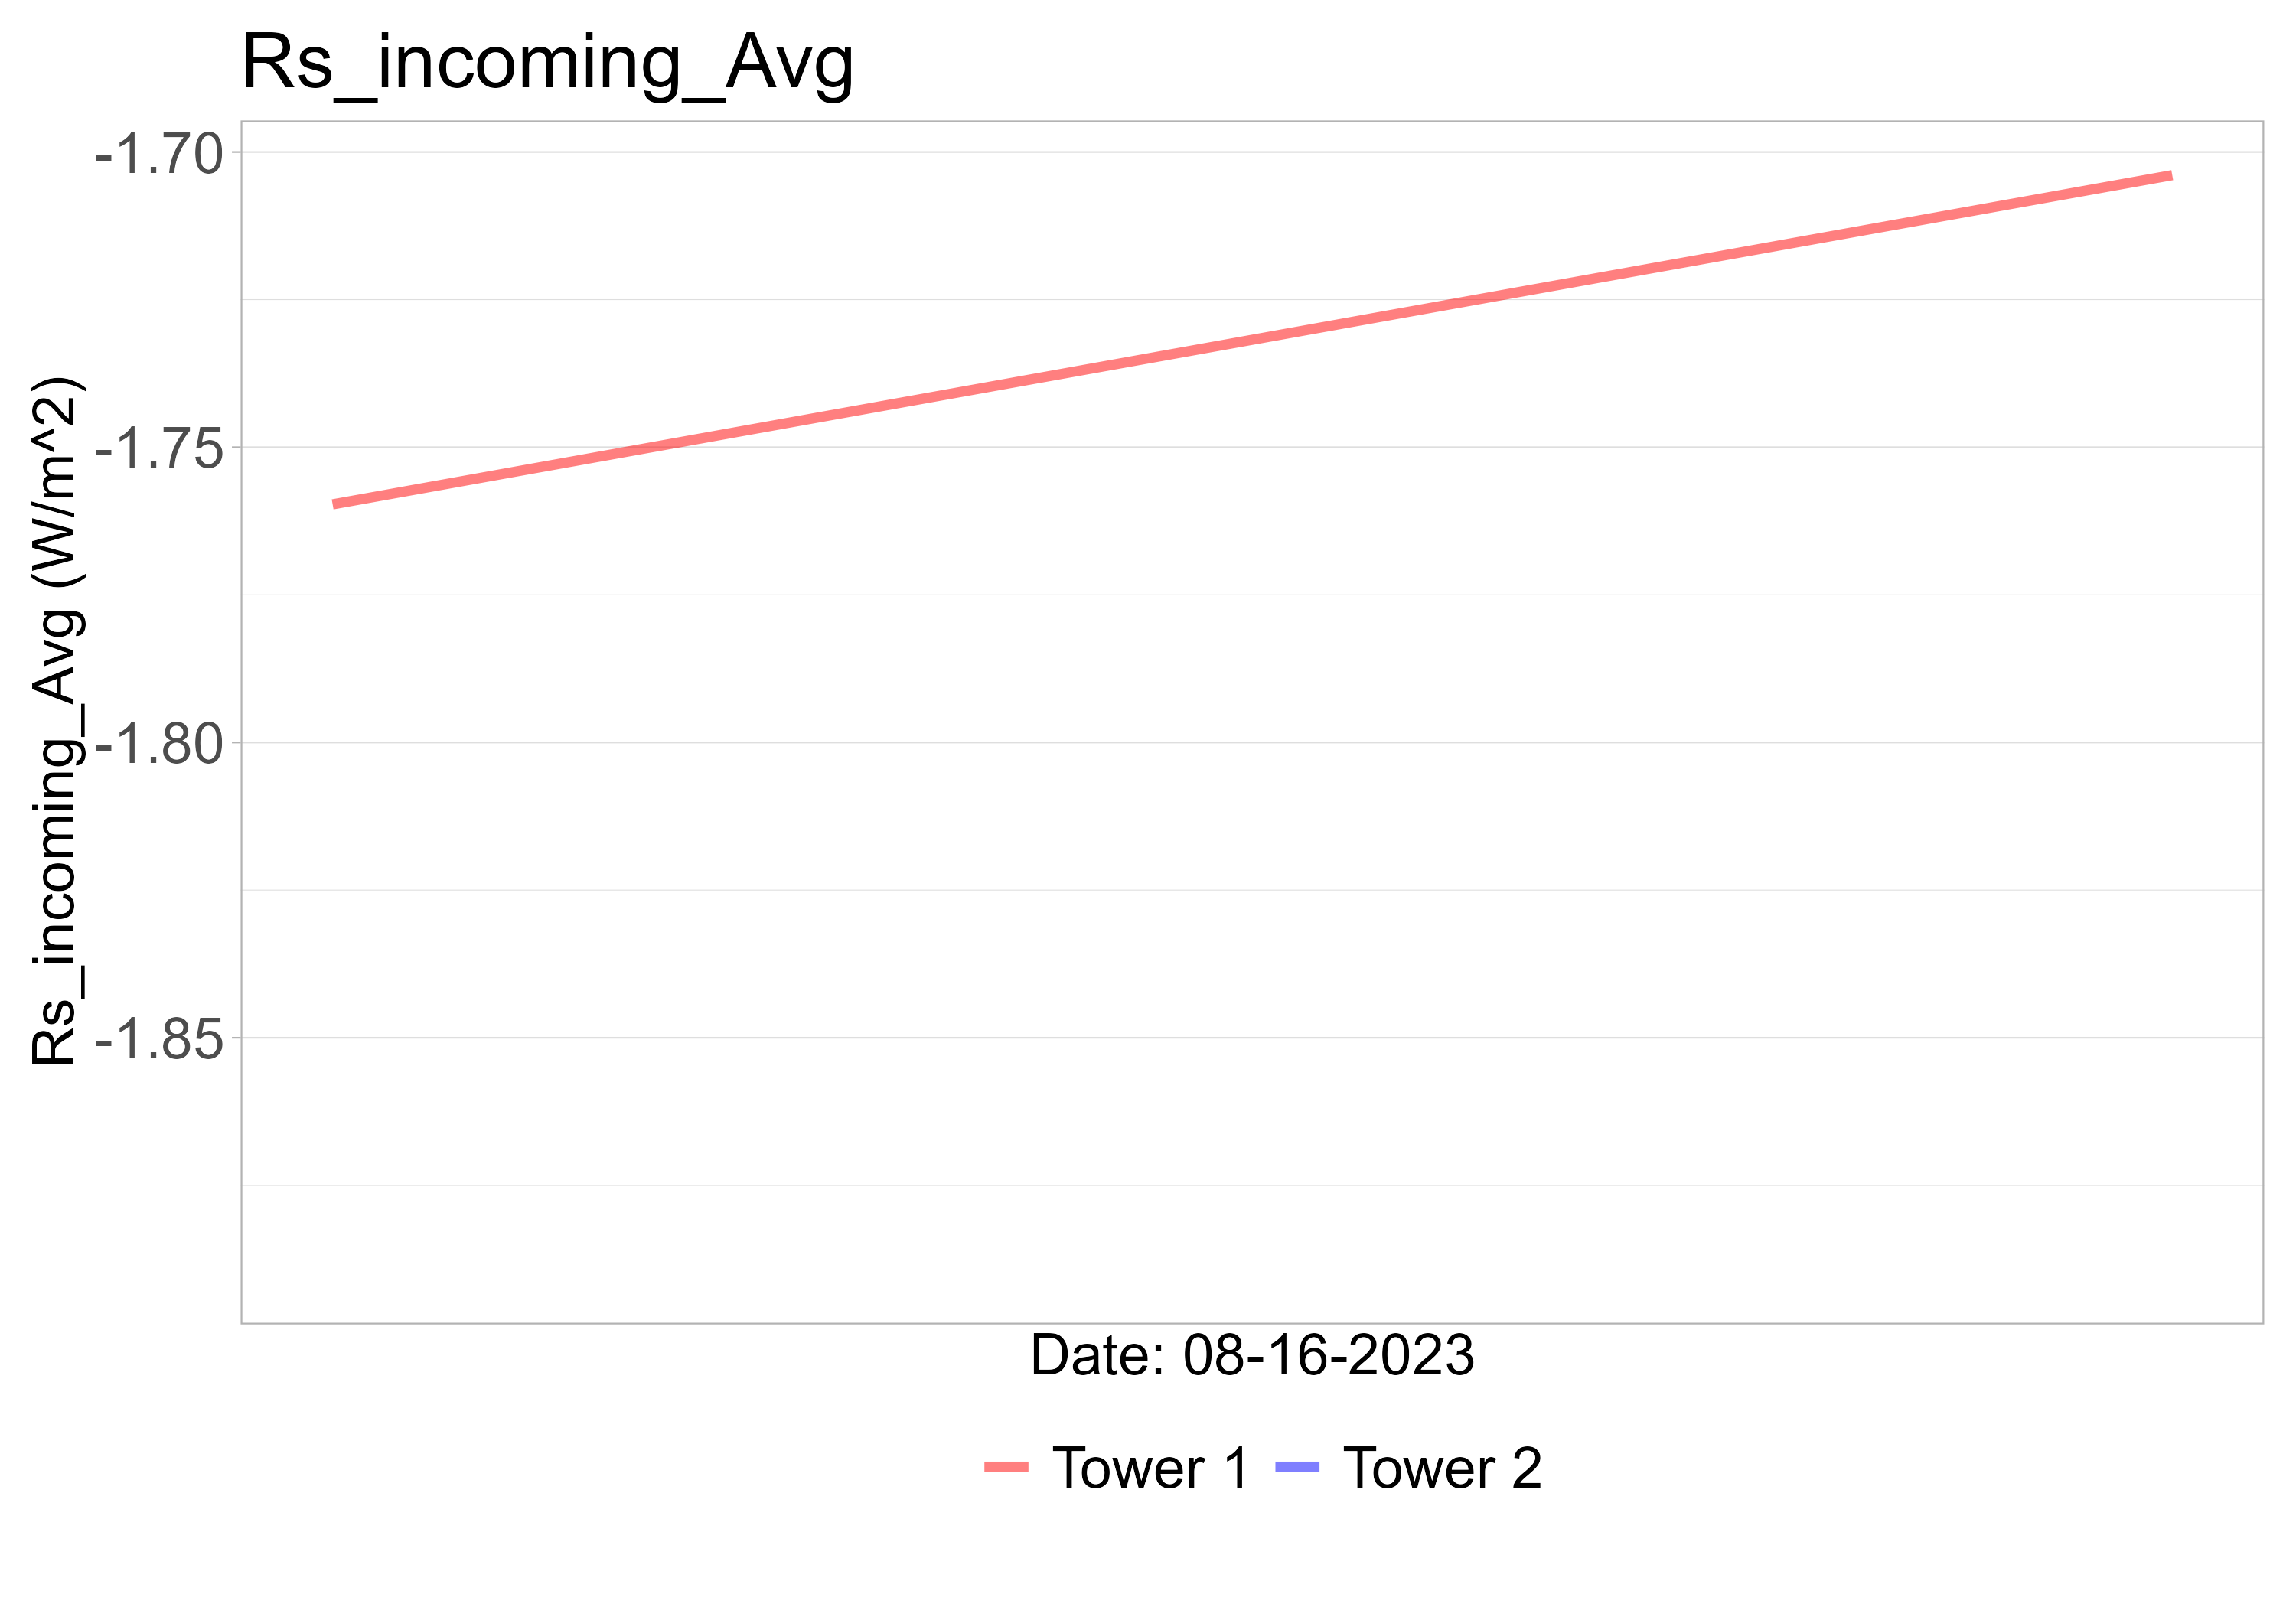 Rs_incoming_Avg
Rs_incoming_Avg (W/m^2)
-1.70
-1.75
-1.80
-1.85
Date: 08-16-2023
Tower 1 Tower 2